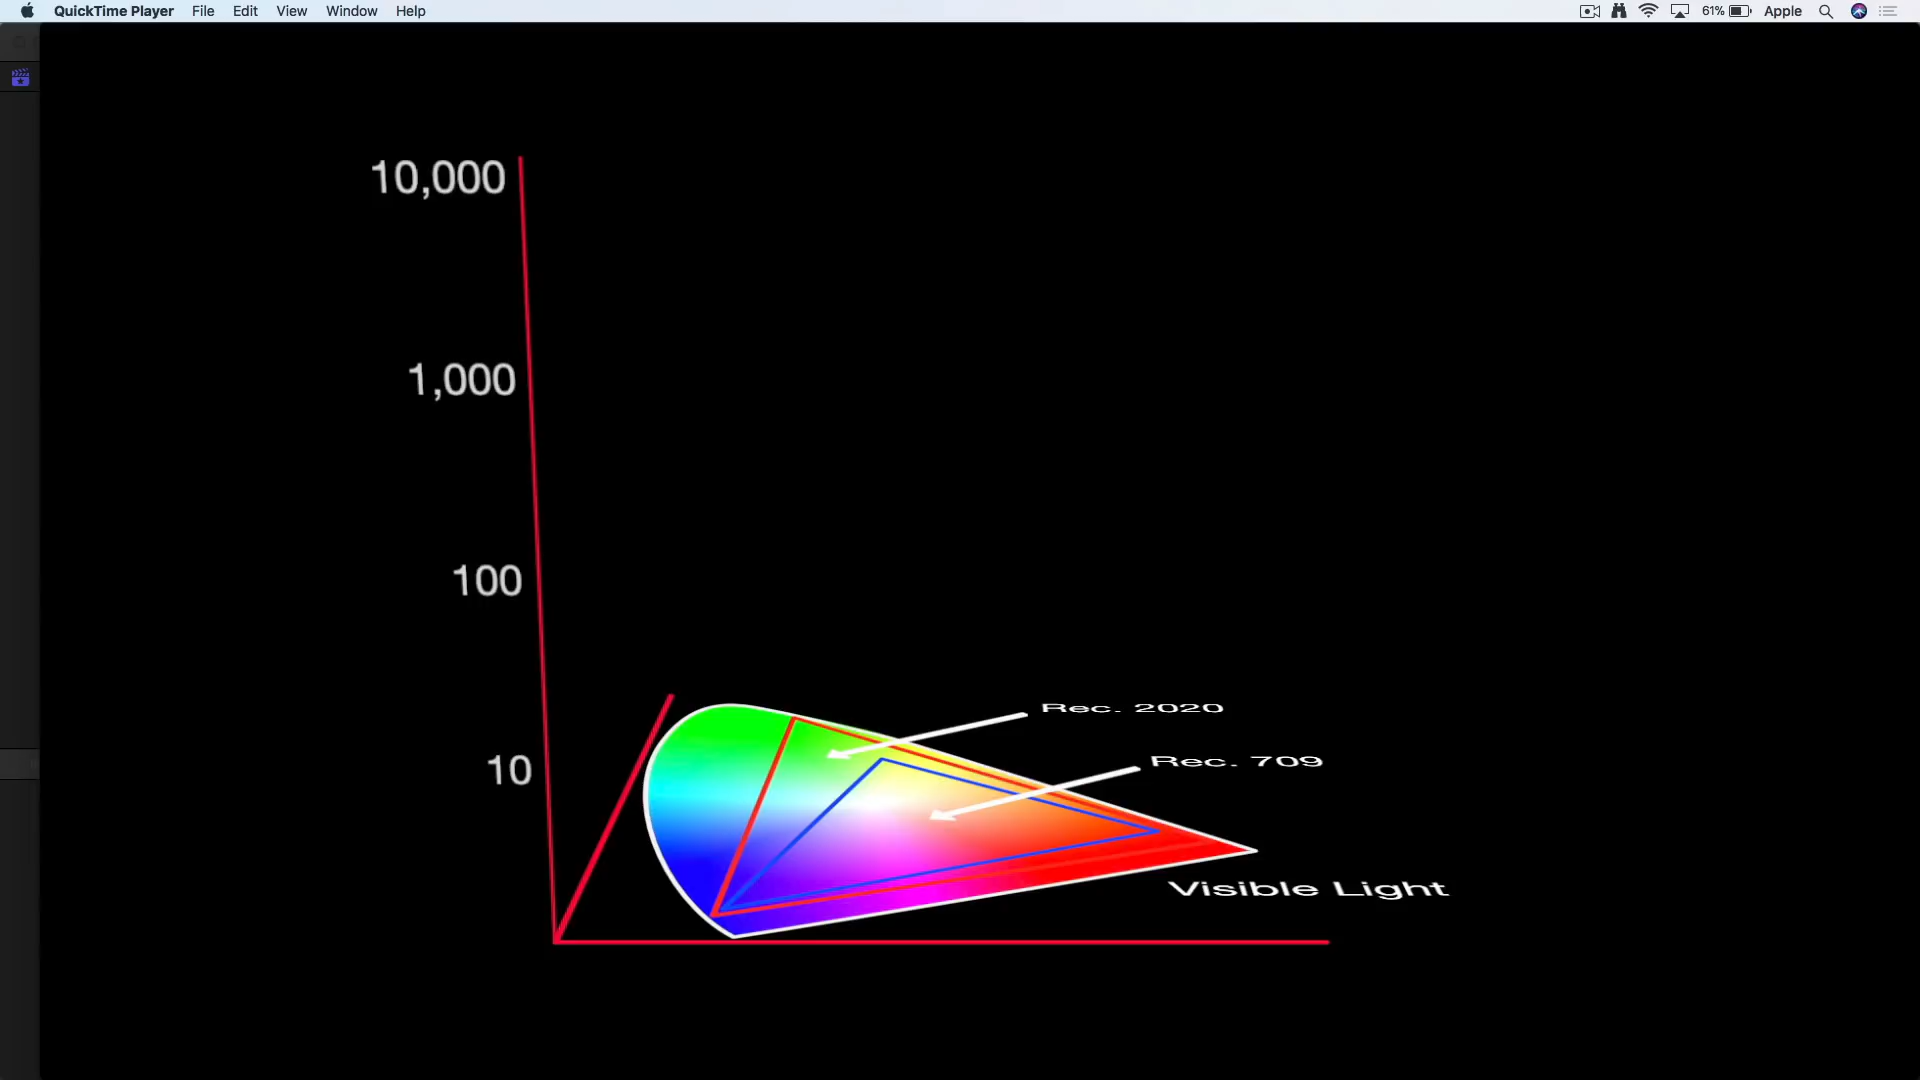 QuickTime Player File Edit View Window Help 61% Apple
10,000
1,000
100
10
Rec. 2020
Rec. 709
Visible Light